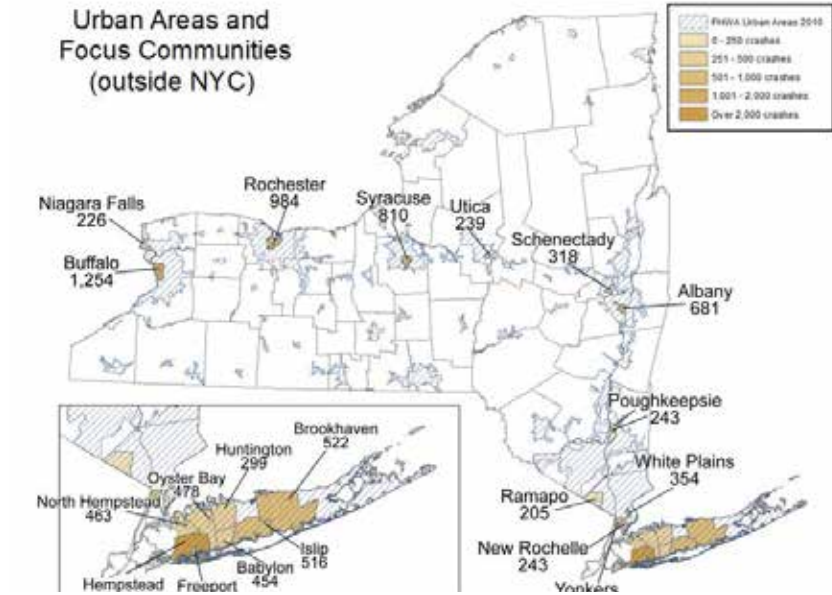 Urban Areas and
Focus Communities
(outside NYC)
FHWA Urban Areas 2010
0 - 250 crashes
251 - 500 crashes
501 - 1,000 crashes
1,001 - 2,000 crashes
Over 2,000 crashes
Niagara Falls
226
Buffalo
1,254
Rochester
984
Syracuse
810
Utica
239
Schenectady
318
Albany
681
Poughkeepsie
243
White Plains
354
Ramapo
205
New Rochelle
243
Yonkers
Brookhaven
522
Huntington
299
Oyster Bay
478
North Hempstead
463
Islip
516
Babylon
454
Hempstead
Freeport